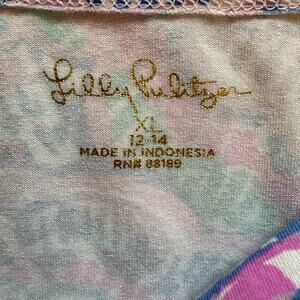 Lilly Pulitzer
XL
12-14
MADE IN INDONESIA
RN# 88189